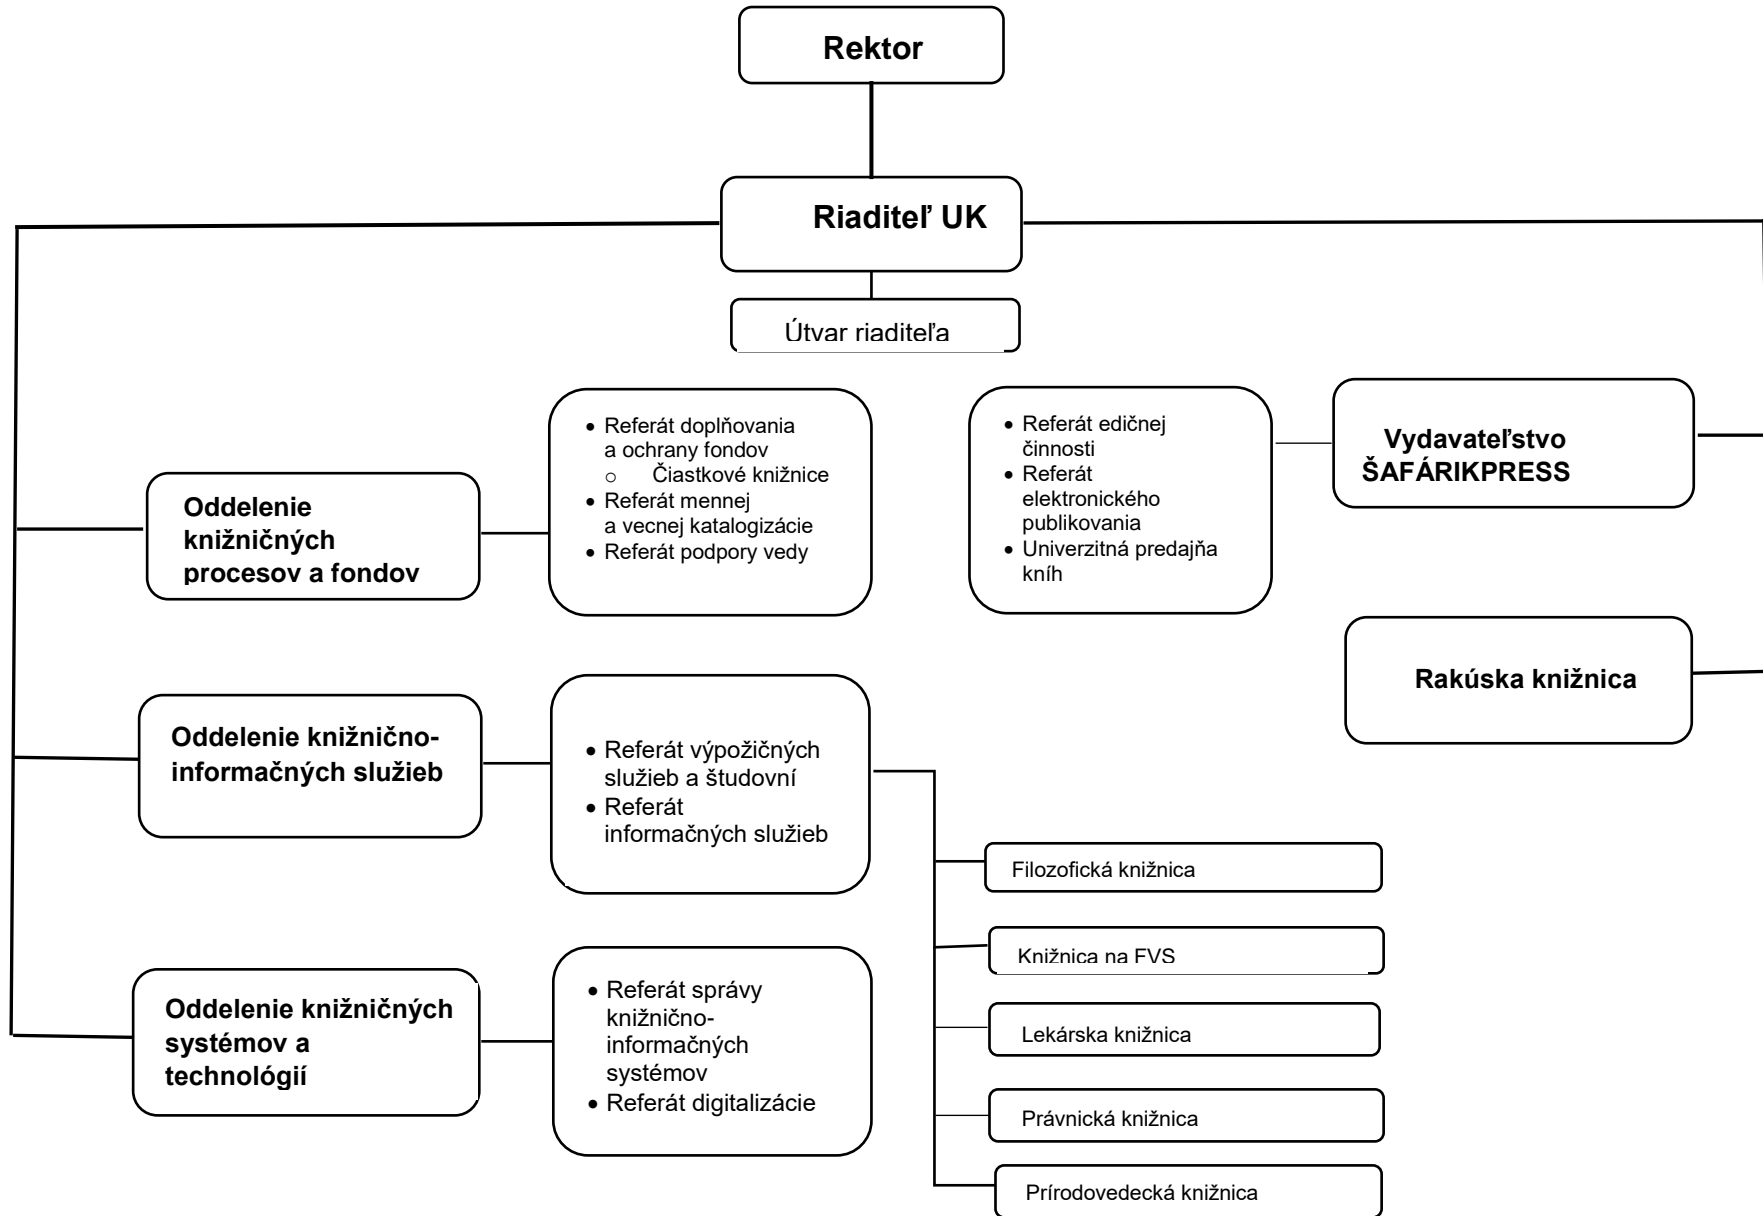 Rektor
Riaditeľ UK
Útvar riaditeľa
Oddelenie
knižničných
procesov a fondov
• Referát doplňovania
a ochrany fondov
o Čiastkové knižnice
• Referát mennej
a vecnej katalogizácie
• Referát podpory vedy
• Referát edičnej
činnosti
• Referát
elektronického
publikovania
• Univerzitná predajňa
kníh
Vydavateľstvo
ŠAFÁRIKPRESS
Rakúska knižnica
Oddelenie knižnično-
informačných služieb
• Referát výpožičných
služieb a študovní
• Referát
informačných služieb
Filozofická knižnica
Knižnica na FVS
Lekárska knižnica
Právnická knižnica
Prírodovedecká knižnica
Oddelenie knižničných
systémov a
technológií
• Referát správy
knižnično-
informačných
systémov
• Referát digitalizácie